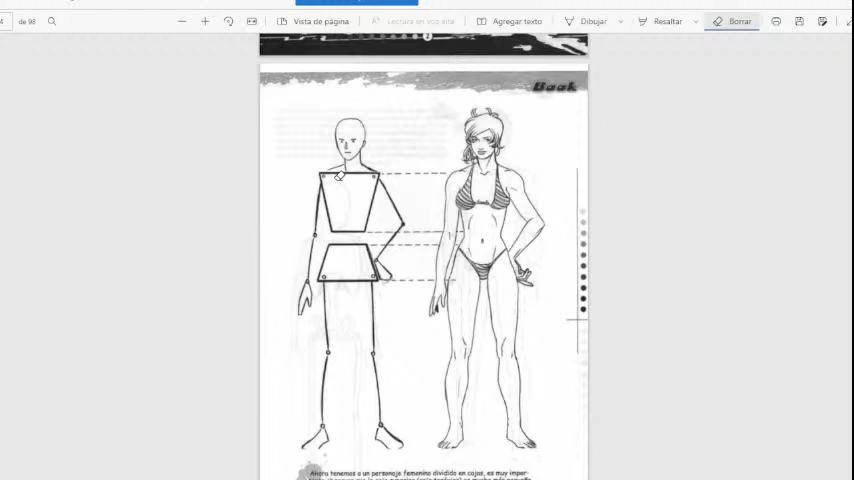 4 de 98
Vista de página
Lectura en voz alta
Agregar texto
Dibujar
Resaltar
Borrar
2
Book
Ahora tenemos a un personaje femenino dividido en cajas, es muy impor-